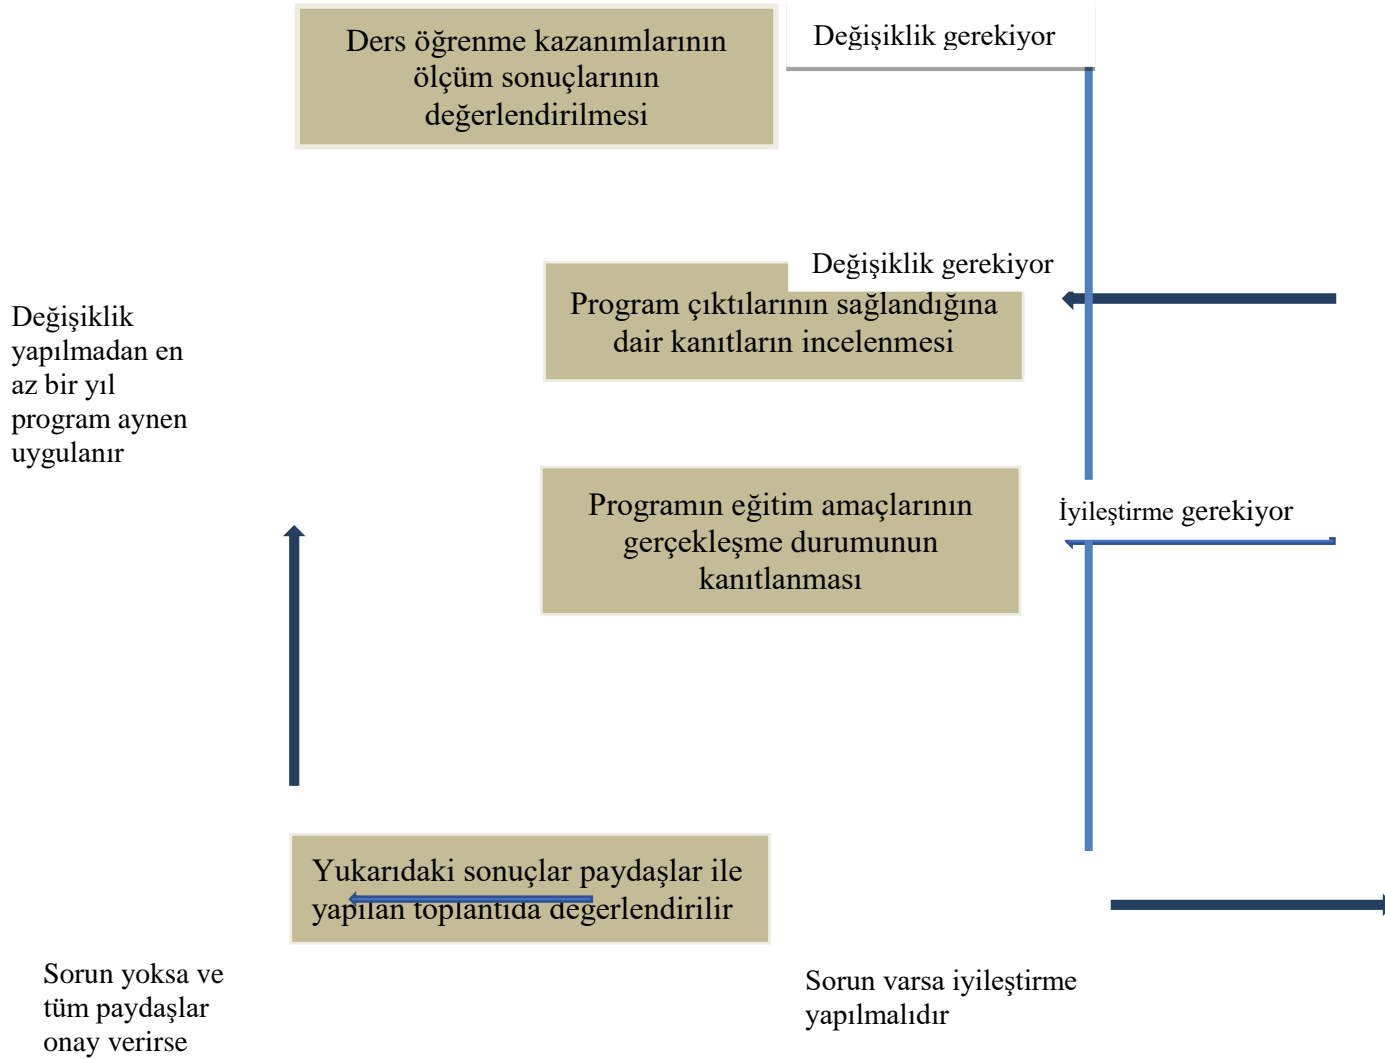 Ders öğrenme kazanımlarının
ölçüm sonuçlarının
değerlendirilmesi
Değişiklik gerekiyor
Değişiklik gerekiyor
Program çıktılarının sağlandığına
dair kanıtların incelenmesi
Değişiklik
yapılmadan en
az bir yıl
program aynen
uygulanır
Programın eğitim amaçlarının
gerçekleşme durumunun
kanıtlanması
İyileştirme gerekiyor
Yukarıdaki sonuçlar paydaşlar ile
yapılan toplantıda değerlendirilir
Sorun yoksa ve
tüm paydaşlar
onay verirse
Sorun varsa iyileştirme
yapılmalıdır